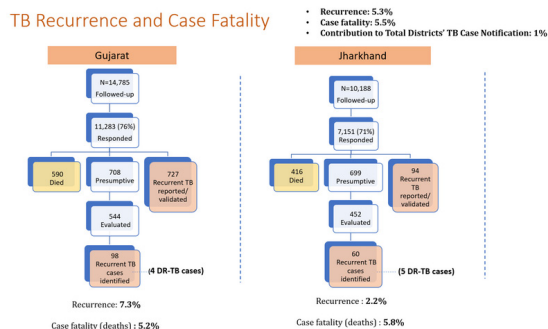 TB Recurrence and Case Fatality
• Recurrence: 5.3%
• Case fatality: 5.5%
• Contribution to Total Districts' TB Case Notification: 1%
Gujarat
N=14,785
Followed-up
11,283 (76%)
Responded
590
Died
708
Presumptive
727
Recurrent TB
reported/
validated
544
Evaluated
98
Recurrent TB
cases
identified
(4 DR-TB cases)
Recurrence: 7.3%
Case fatality (deaths) : 5.2%
Jharkhand
N=10,188
Followed-up
7,151 (71%)
Responded
416
Died
699
Presumptive
94
Recurrent TB
reported/
validated
452
Evaluated
60
Recurrent TB
cases
identified
(5 DR-TB cases)
Recurrence : 2.2%
Case fatality (deaths) : 5.8%